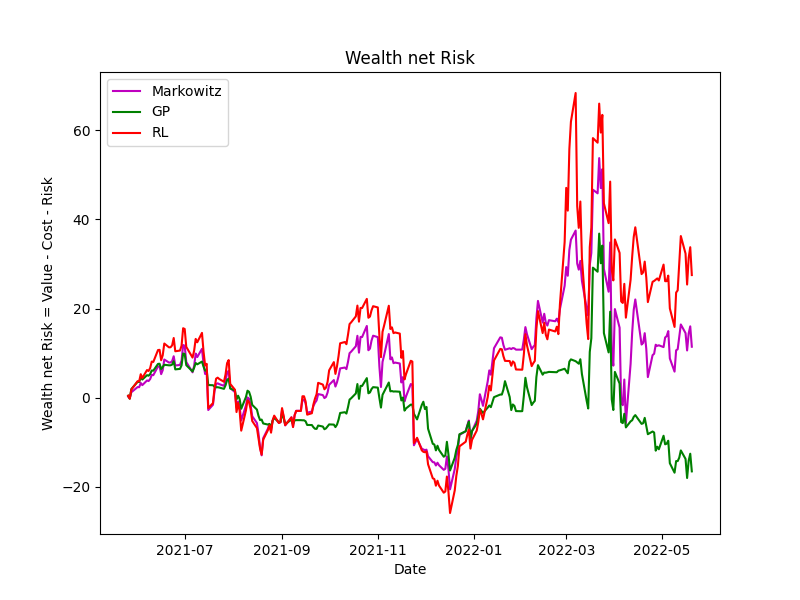 Wealth net Risk
Markowitz
GP
RL
Wealth net Risk = Value - Cost - Risk
60
40
20
0
−20
2021-07
2021-09
2021-11
2022-01
2022-03
2022-05
Date